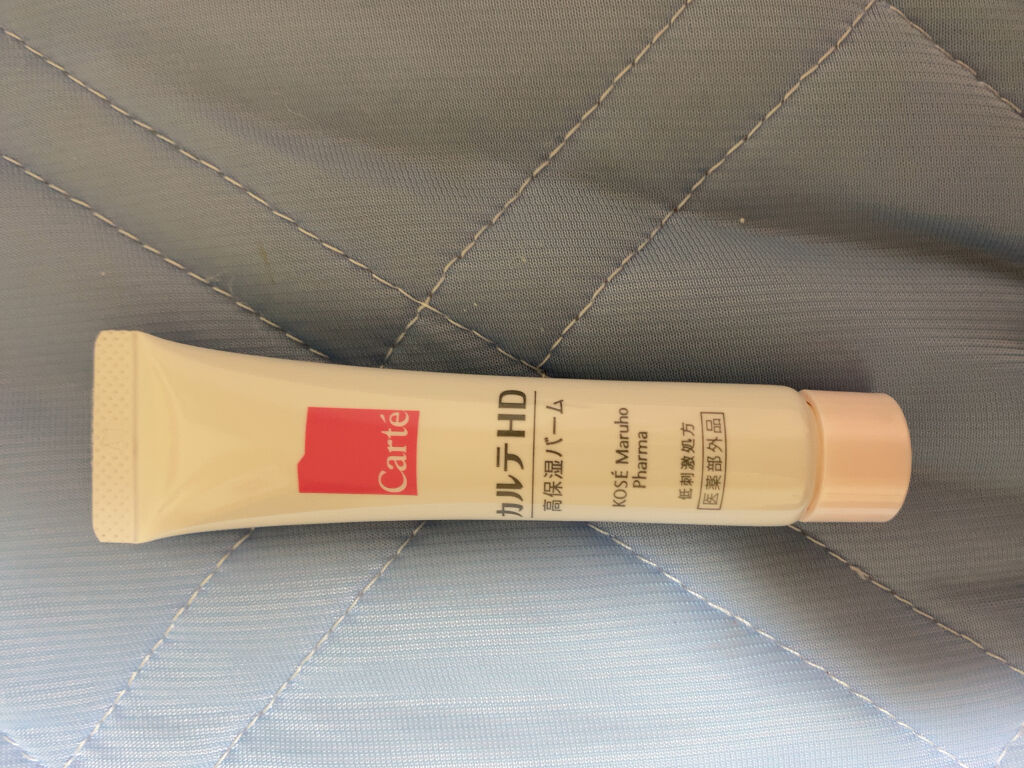 Carté
カルテHD
高保湿バーム
KOSÉ Maruho
Pharma
低刺激処方
医薬部外品